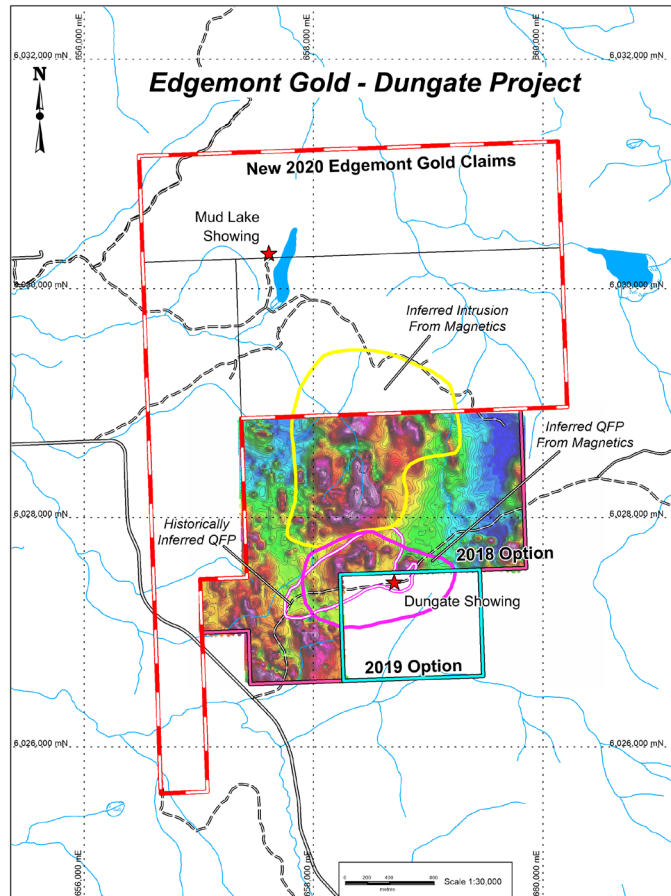 656,000 mE
658,000 mE
660,000 mE
6,032,000 mN
6,032,000 mN
N
Edgemont Gold - Dungate Project
New 2020 Edgemont Gold Claims
Mud Lake
Showing
6,030,000 mN
6,030,000 mN
Inferred Intrusion
From Magnetics
Inferred QFP
From Magnetics
6,028,000 mN
6,028,000 mN
Historically
Inferred QFP
2018 Option
Dungate Showing
2019 Option
6,026,000 mN
6,026,000 mN
656,000 mE
658,000 mE
660,000 mE
0 200 400 800
metres
Scale 1:30,000